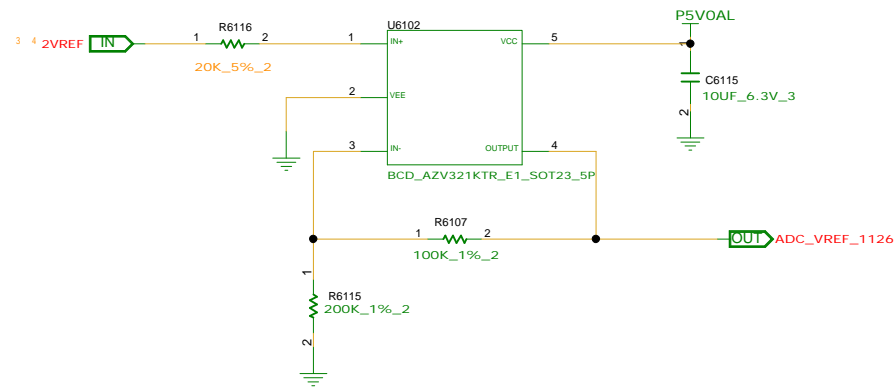 P5V0AL
R6116
U6102
3 4 2VREF IN 1 2 1 IN+ VCC 5 1
20K_5%_2
C6115
10UF_6.3V_3
2 VEE
2
3 IN- OUTPUT 4
BCD_AZV321KTR_E1_SOT23_5P
R6107
1 2 OUT ADC_VREF_1126
100K_1%_2
1
R6115
200K_1%_2
2